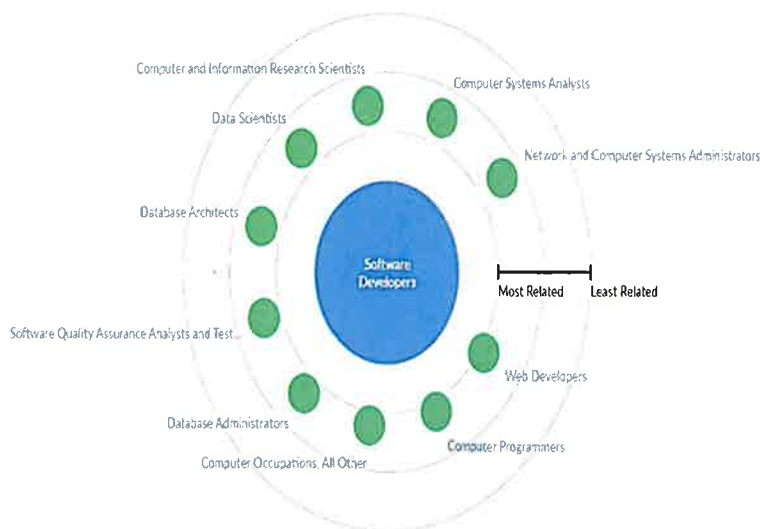 Computer and Information Research Scientists
Computer Systems Analysts
Data Scientists
Network and Computer Systems Administrators
Database Architects
Software
Developers
Most Related
Least Related
Software Quality Assurance Analysts and Test...
Web Developers
Database Administrators
Computer Programmers
Computer Occupations, All Other